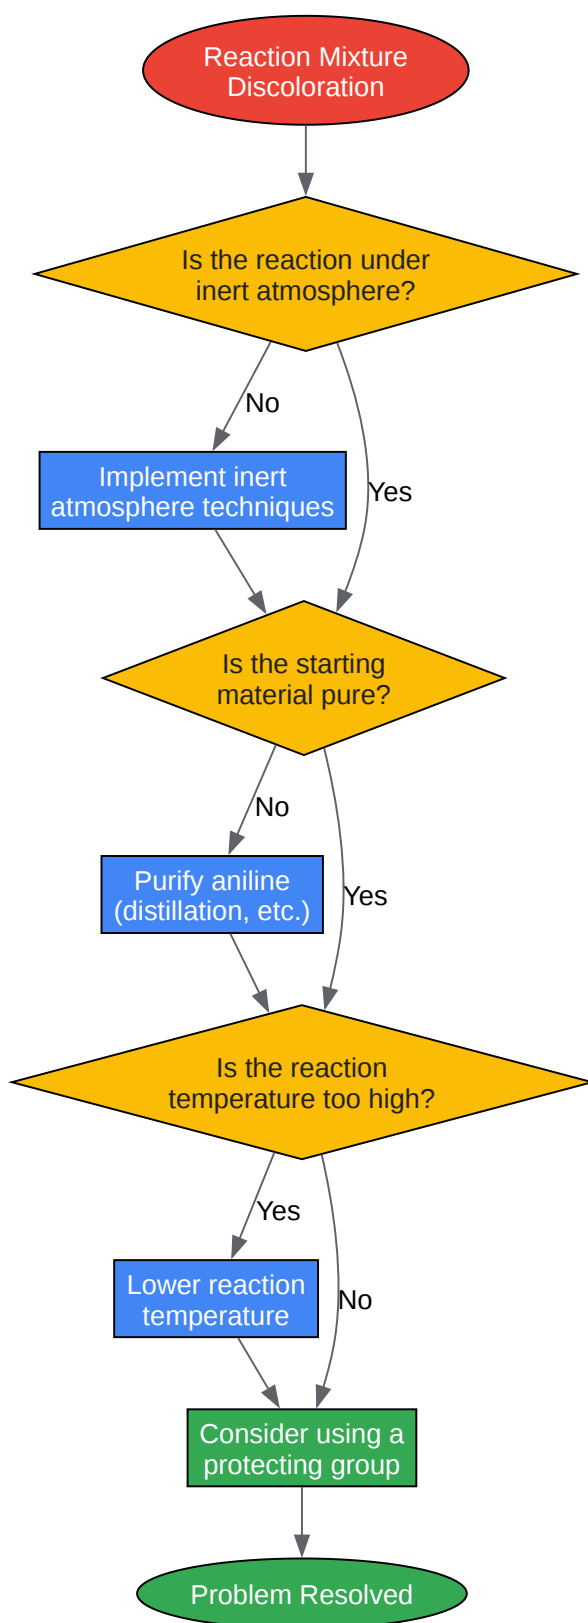 Reaction Mixture
Discoloration
Is the reaction under
inert atmosphere?
No
Implement inert
atmosphere techniques
Yes
Is the starting
material pure?
No
Purify aniline
(distillation, etc.)
Yes
Is the reaction
temperature too high?
Yes
Lower reaction
temperature
No
Consider using a
protecting group
Problem Resolved